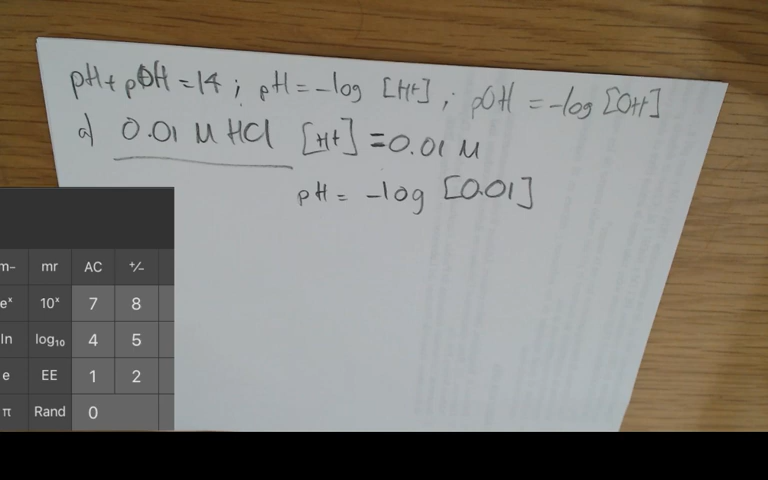 pH + pOH = 14 ; pH = -log [H+] ; pOH = -log [OH]
a) 0.01 M HCl [H+] = 0.01 M
pH = -log [0.01]
m- mr AC +/-
eˣ 10ˣ 7 8
ln log₁₀ 4 5
e EE 1 2
π Rand 0